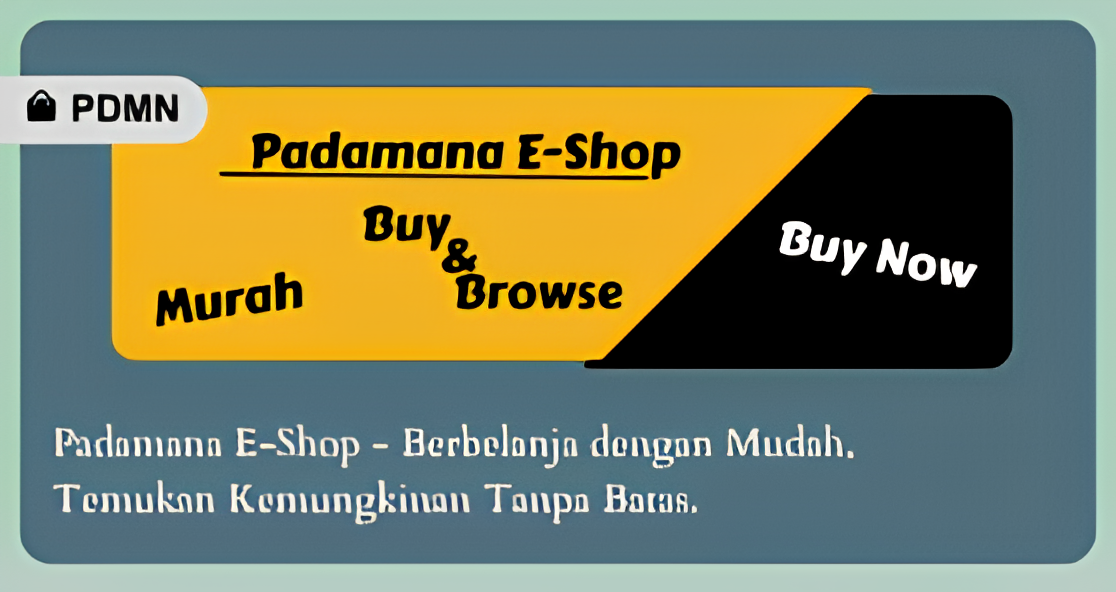 PDMN
Padamana E-Shop
Buy
&
Browse
Murah
Buy Now
Padamana E-Shop - Berbelanja dengan Mudah.
Temukan Kemungkinan Tanpa Batas.